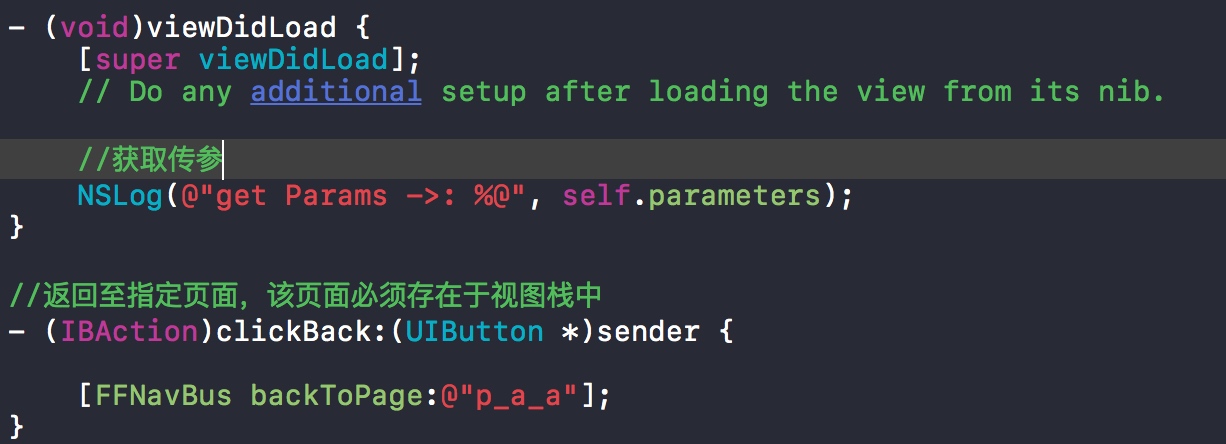 - (void)viewDidLoad {
[super viewDidLoad];
// Do any additional setup after loading the view from its nib.
//获取传参
NSLog(@"get Params ->: %@", self.parameters);
}
//返回至指定页面，该页面必须存在于视图栈中
- (IBAction)clickBack:(UIButton *)sender {
[FFNavBus backToPage:@"p_a_a"];
}